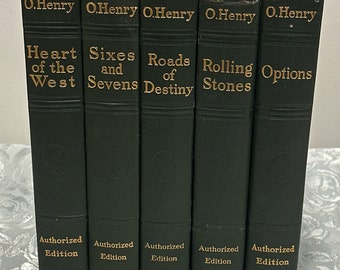 O.Henry
Heart
of the
West
Authorized
Edition
O.Henry
Sixes
and
Sevens
Authorized
Edition
O.Henry
Roads
of
Destiny
Authorized
Edition
O.Henry
Rolling
Stones
Authorized
Edition
O.Henry
Options
Authorized
Edition